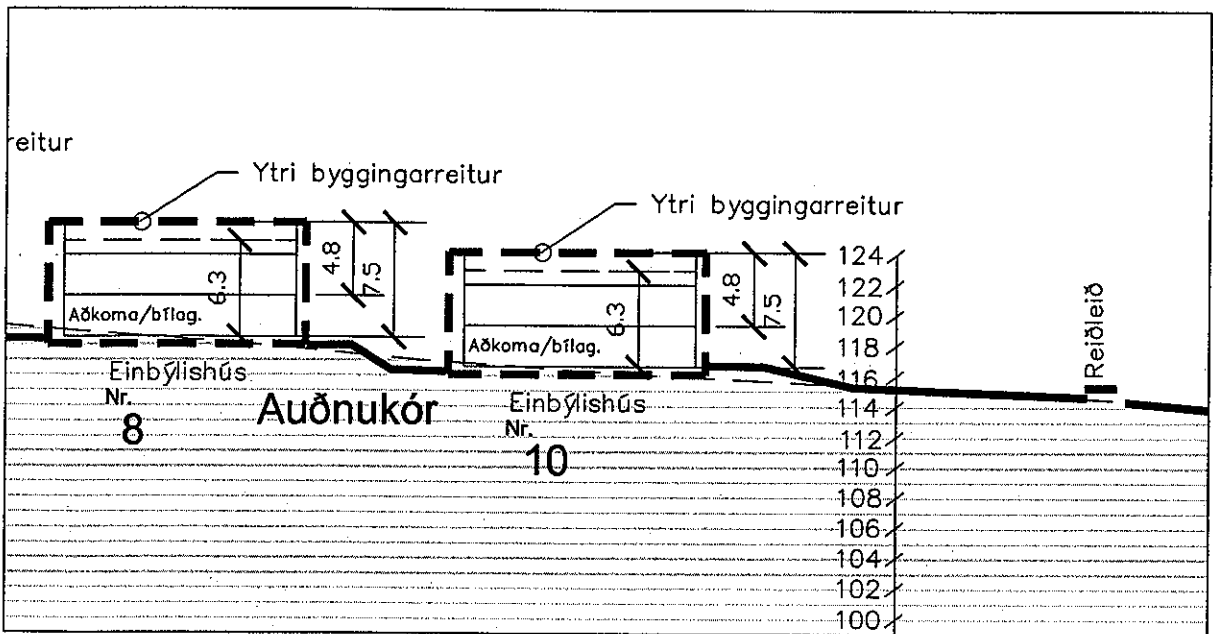 reitur
Ytri byggingarreitur
Ytri byggingarreitur
4.8
7.5
6.3
Aðkoma/bílag.
4.8
7.5
6.3
Aðkoma/bílag.
Einbýlishús
Nr.
8
Auðnukór
Einbýlishús
Nr.
10
124
122
120
118
116
114
112
110
108
106
104
102
100
Reiðleið